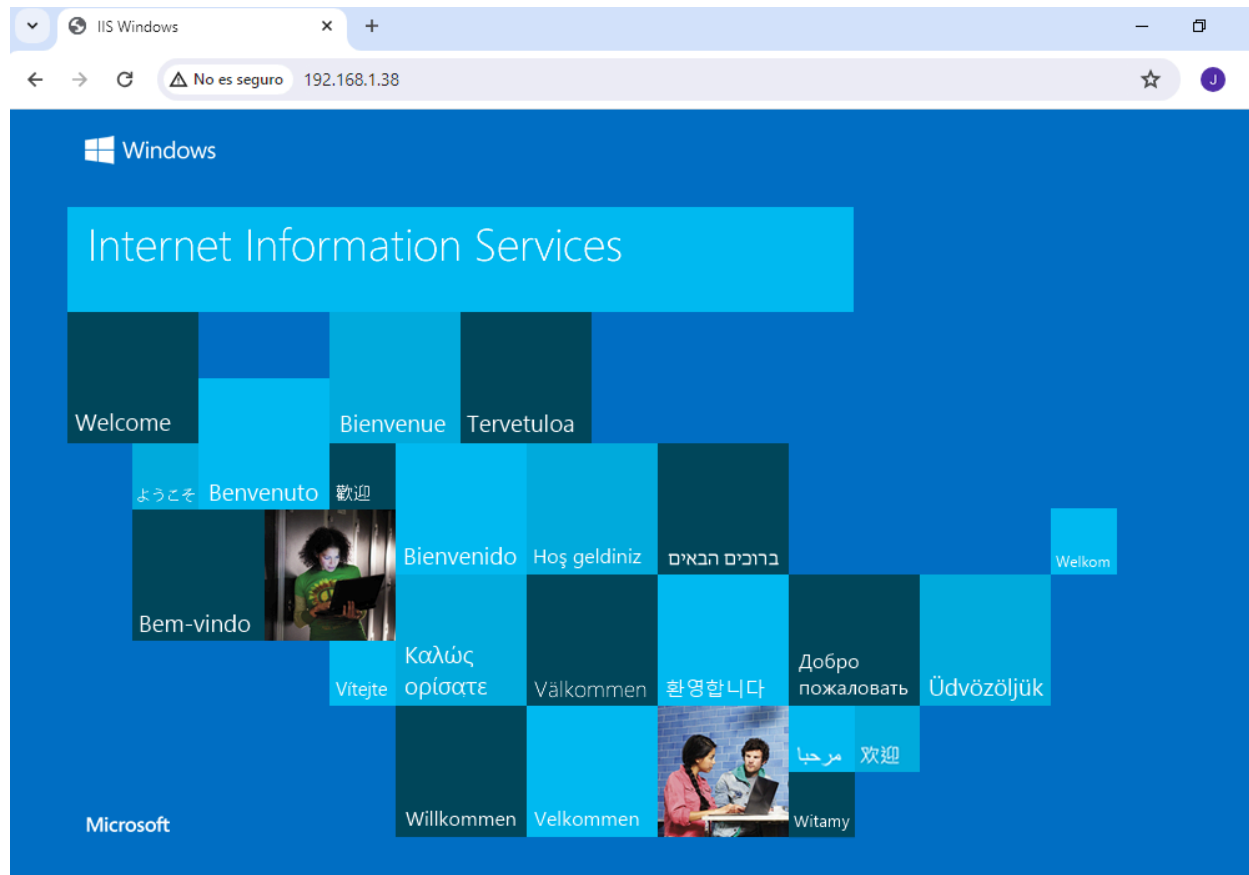 IIS Windows
No es seguro 192.168.1.38
J
Windows
Internet Information Services
Welcome
Bienvenue
Tervetuloa
ようこそ
Benvenuto
歡迎
Bienvenido
Hoş geldiniz
ברוכים הבאים
Welkom
Bem-vindo
Vítejte
Καλώς
ορίσατε
Välkommen
환영합니다
Добро
пожаловать
Üdvözöljük
مرحبا
欢迎
Microsoft
Willkommen
Velkommen
Witamy